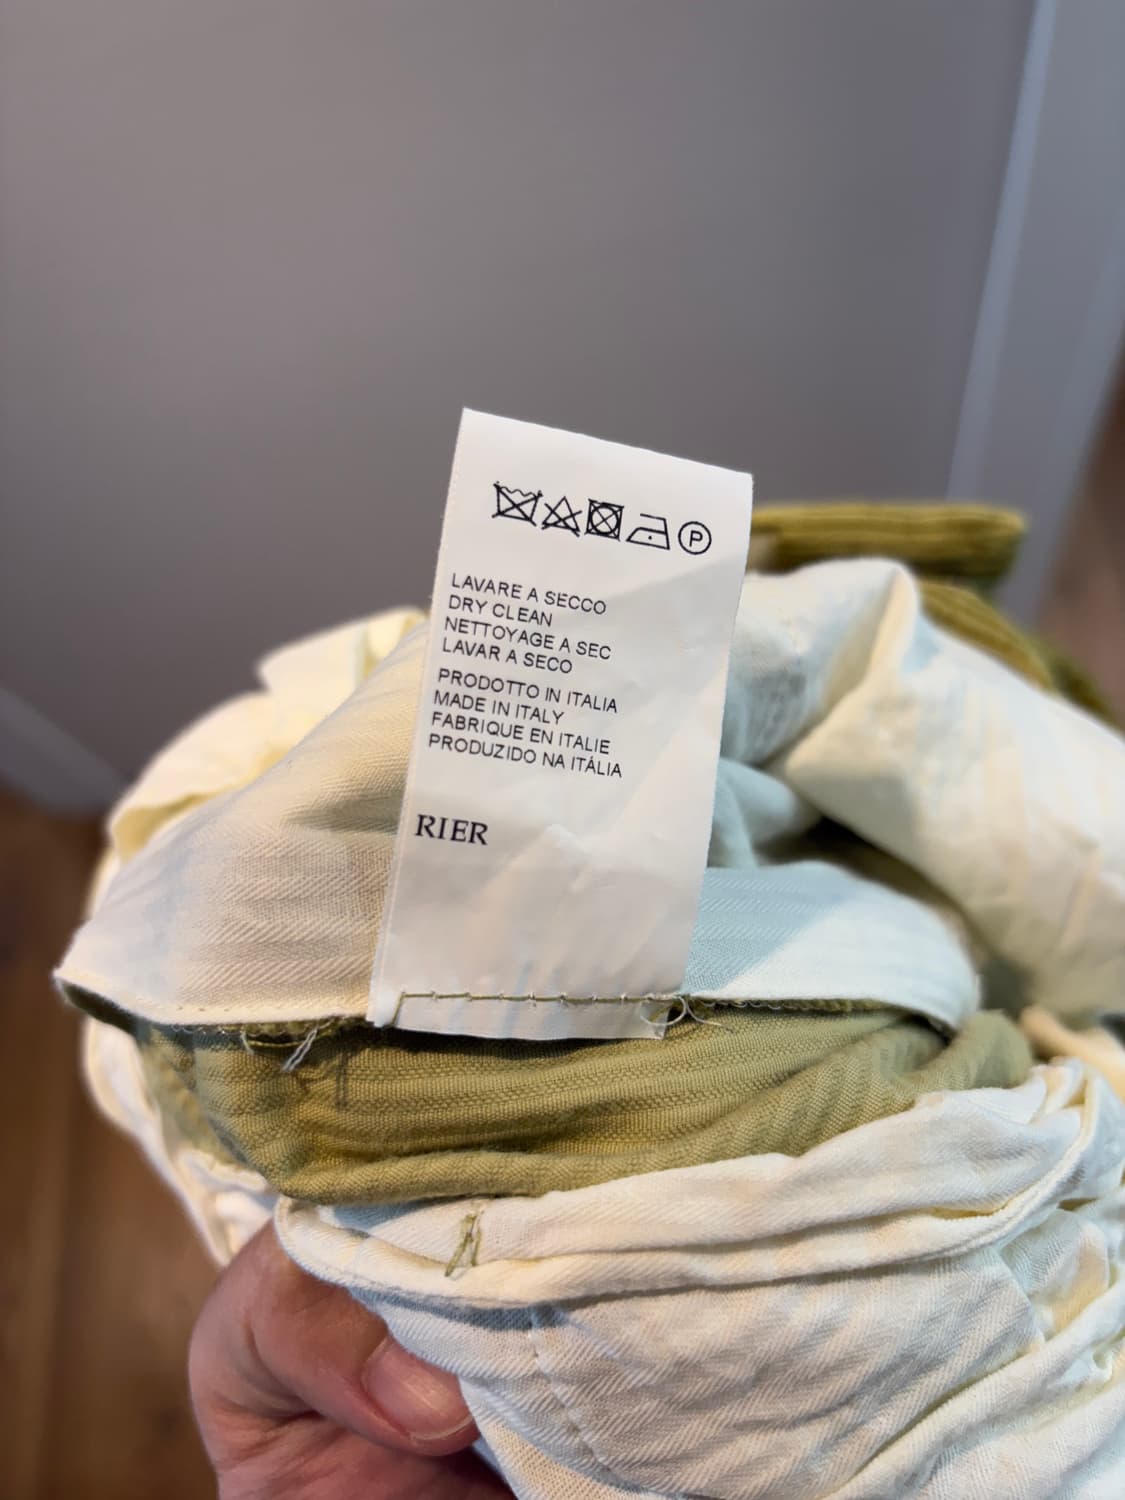 P
LAVARE A SECCO
DRY CLEAN
NETTOYAGE A SEC
LAVAR A SECO
PRODOTTO IN ITALIA
MADE IN ITALY
FABRIQUE EN ITALIE
PRODUZIDO NA ITÁLIA
RIER